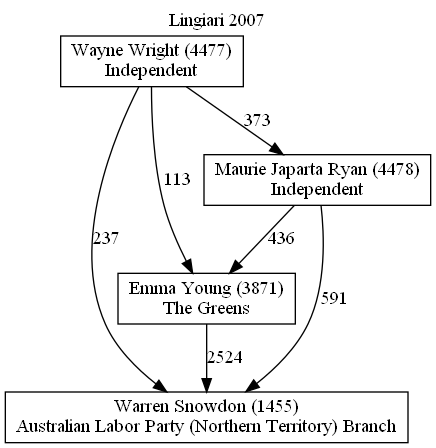 Lingiari 2007
Wayne Wright (4477)
Independent
373
Maurie Japarta Ryan (4478)
Independent
113
237
436
Emma Young (3871)
The Greens
591
2524
Warren Snowdon (1455)
Australian Labor Party (Northern Territory) Branch